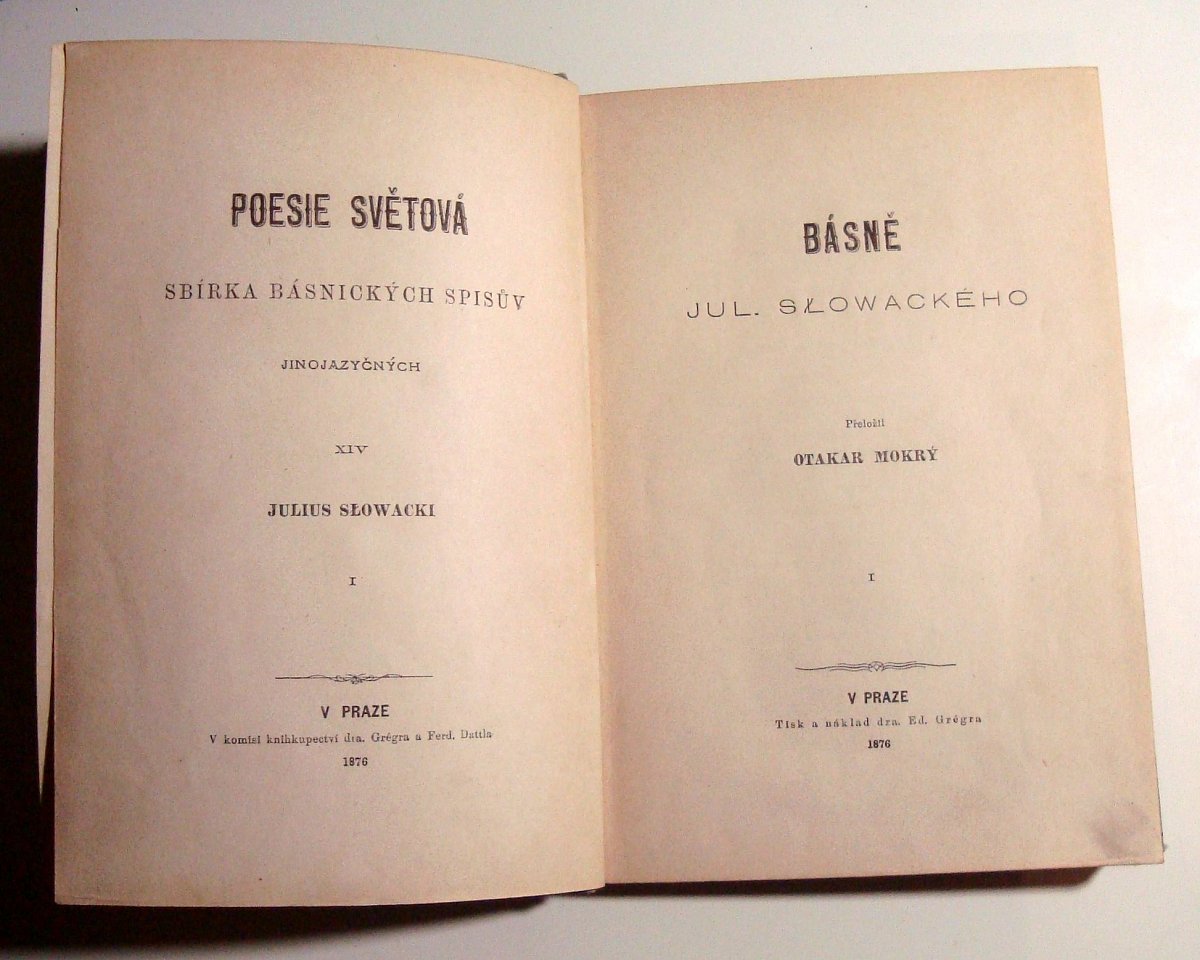 POESIE SVĚTOVÁ
SBÍRKA BÁSNICKÝCH SPISŮV
JINOJAZYČNÝCH
XIV
JULIUS SŁOWACKI
I
V PRAZE
V komisi knihkupectví dra. Grégra a Ferd. Dattla
1876
BÁSNĚ
JUL. SŁOWACKÉHO
Přeložil
OTAKAR MOKRÝ
I
V PRAZE
Tisk a náklad dra. Ed. Grégra
1876